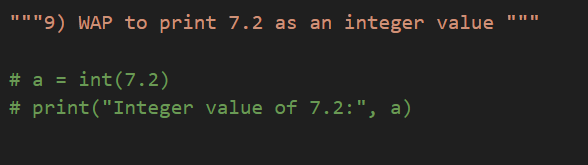 """9) WAP to print 7.2 as an integer value """
# a = int(7.2)
# print("Integer value of 7.2:", a)